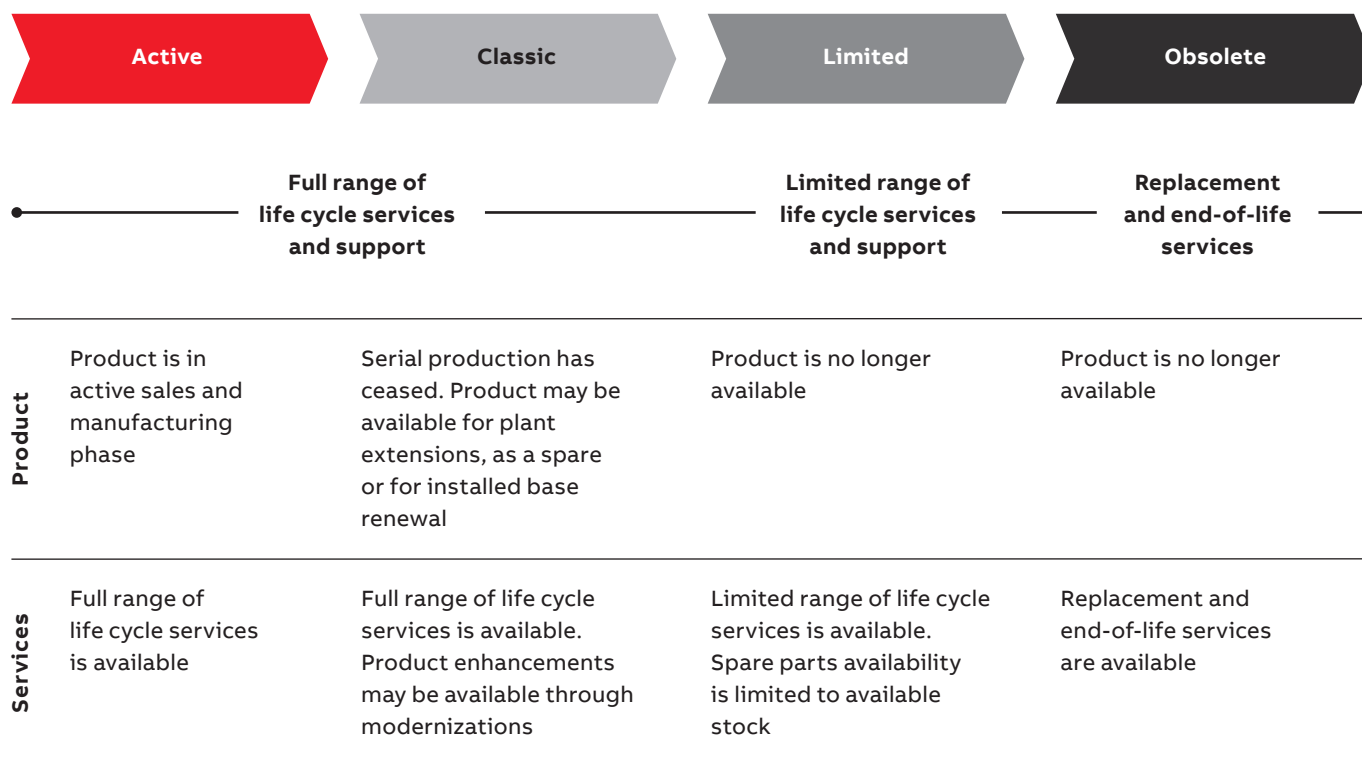 Active
Classic
Limited
Obsolete
Full range of
life cycle services
and support
Limited range of
life cycle services
and support
Replacement
and end-of-life
services
Product
Product is in
active sales and
manufacturing
phase
Serial production has
ceased. Product may be
available for plant
extensions, as a spare
or for installed base
renewal
Product is no longer
available
Product is no longer
available
Services
Full range of
life cycle services
is available
Full range of life cycle
services is available.
Product enhancements
may be available through
modernizations
Limited range of life cycle
services is available.
Spare parts availability
is limited to available
stock
Replacement and
end-of-life services
are available